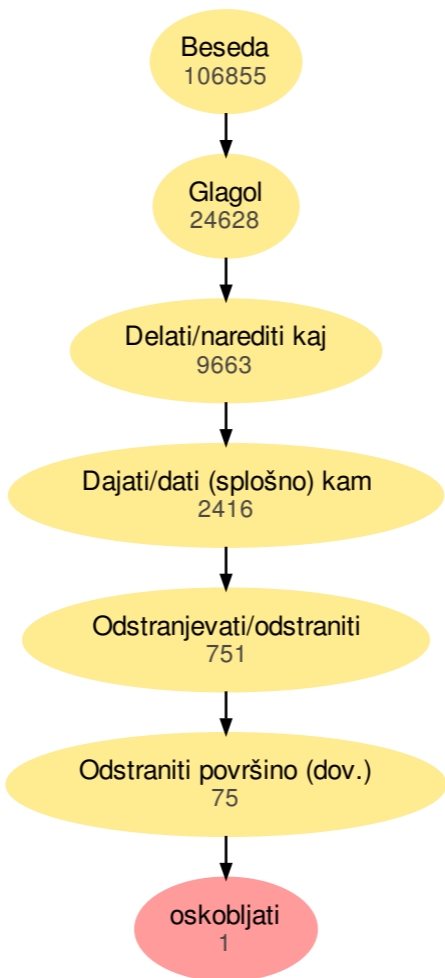 Beseda
106855
Glagol
24628
Delati/narediti kaj
9663
Dajati/dati (splošno) kam
2416
Odstranjevati/odstraniti
751
Odstraniti površino (dov.)
75
oskobljati
1